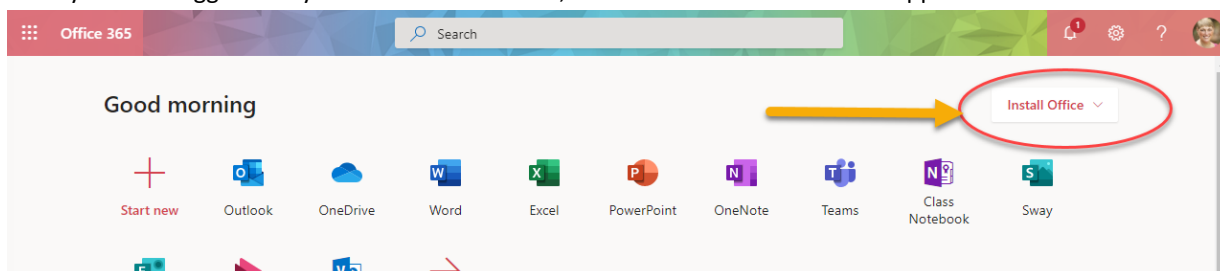 Office 365
Search
1
?
Good morning
Install Office
Start new
Outlook
OneDrive
Word
Excel
PowerPoint
OneNote
Teams
Class
Notebook
Sway